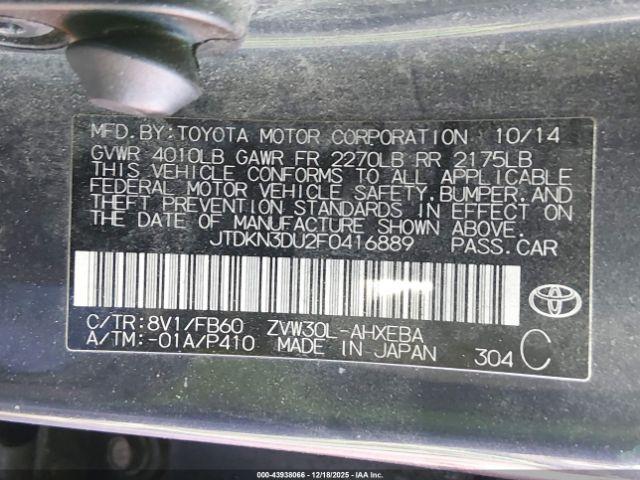 MFD.BY:TOYOTA MOTOR CORPORATION 10/14
GVWR 4010LB GAWR FR 2270LB RR 2175LB
THIS VEHICLE CONFORMS TO ALL APPLICABLE
FEDERAL MOTOR VEHICLE SAFETY,BUMPER,AND
THEFT PREVENTION STANDARDS IN EFFECT ON
THE DATE OF MANUFACTURE SHOWN ABOVE.
JTDKN3DU2F0416889 PASS.CAR
C/TR:8V1/FB60 ZVW30L-AHXEBA
A/TM:-01A/P410 MADE IN JAPAN 304 C
000-43938066 - 12/18/2025 - IAA Inc.